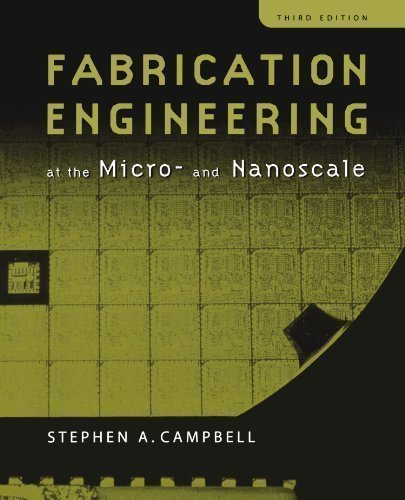 THIRD EDITION
FABRICATION
ENGINEERING
at the Micro- and Nanoscale
STEPHEN A. CAMPBELL